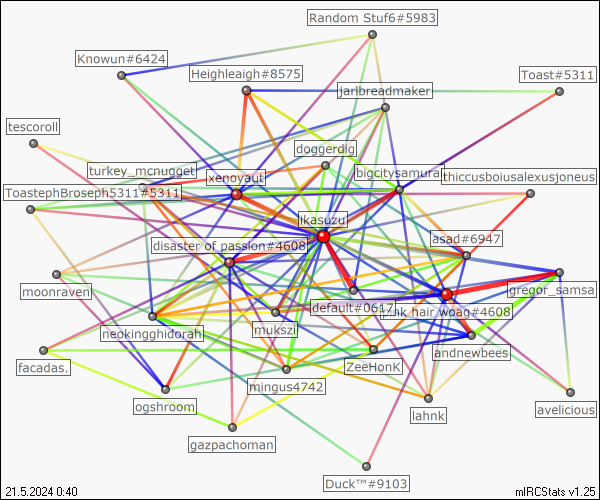 Random Stuf6#5983
Knowun#6424
Heighleaigh#8575
Toast#5311
jarlbreadmaker
tescoroll
doggerdig
turkey_mcnugget
xenoyaut
bigcitysamura
thiccusboiusalexusjoneus
ToastephBroseph5311#5311
ikasuzu
asad#6947
disaster of passion#4608
moonraven
gregor_samsa
default#0617
hair woag#4608
mukszi
neokingghidorah
andnewbees
facadas.
ZeeHonK
mingus4742
ogshroom
lahnk
avelicious
gazpachoman
Duck™#9103
21.5.2024 0:40
mIRCStats v1.25